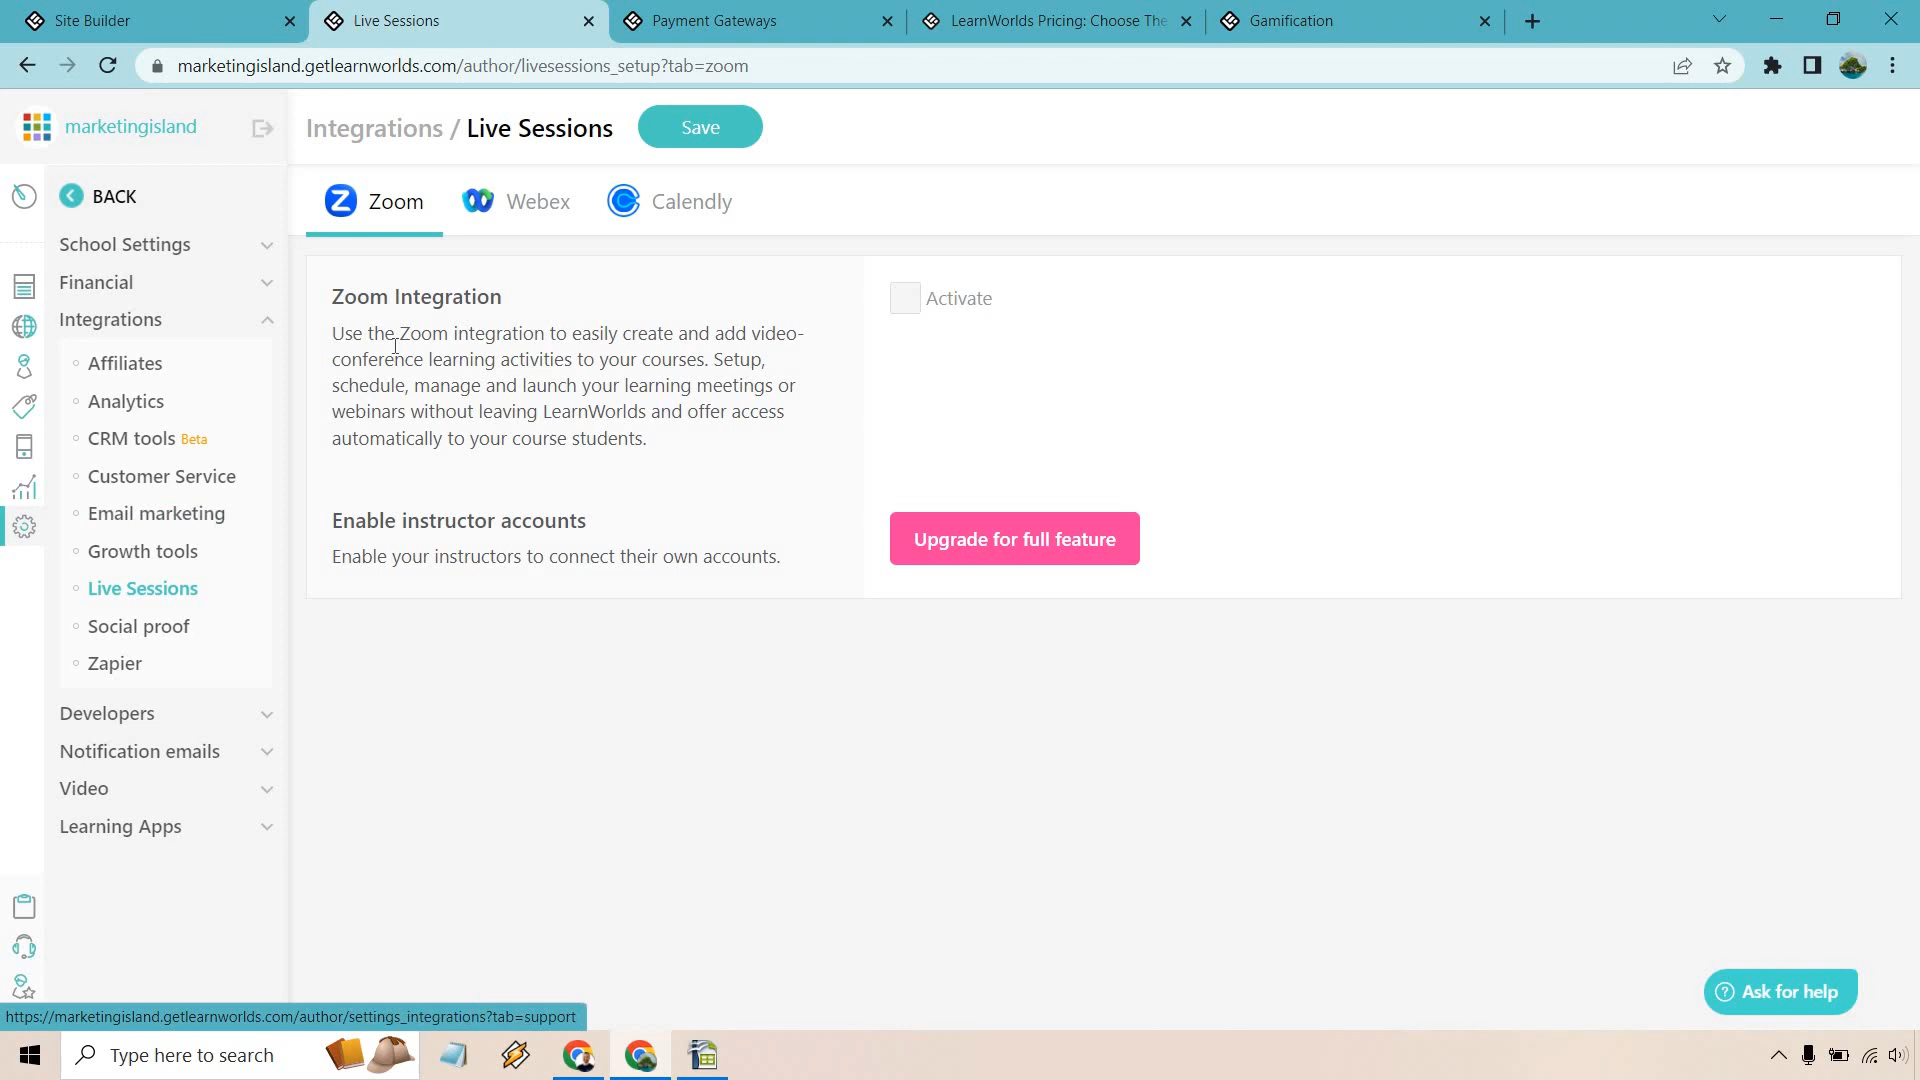 Site Builder
Live Sessions
Payment Gateways
LearnWorlds Pricing: Choose The
Gamification
marketingisland.getlearnworlds.com/author/livesessions_setup?tab=zoom
marketingisland
Integrations / Live Sessions
Save
BACK
Zoom
Webex
Calendly
School Settings
Financial
Integrations
Affiliates
Analytics
CRM tools Beta
Customer Service
Email marketing
Growth tools
Live Sessions
Social proof
Zapier
Developers
Notification emails
Video
Learning Apps
Zoom Integration
Use the Zoom integration to easily create and add video-
conference learning activities to your courses. Setup,
schedule, manage and launch your learning meetings or
webinars without leaving LearnWorlds and offer access
automatically to your course students.
Activate
Enable instructor accounts
Enable your instructors to connect their own accounts.
Upgrade for full feature
Ask for help
https://marketingisland.getlearnworlds.com/author/settings_integrations?tab=support
Type here to search